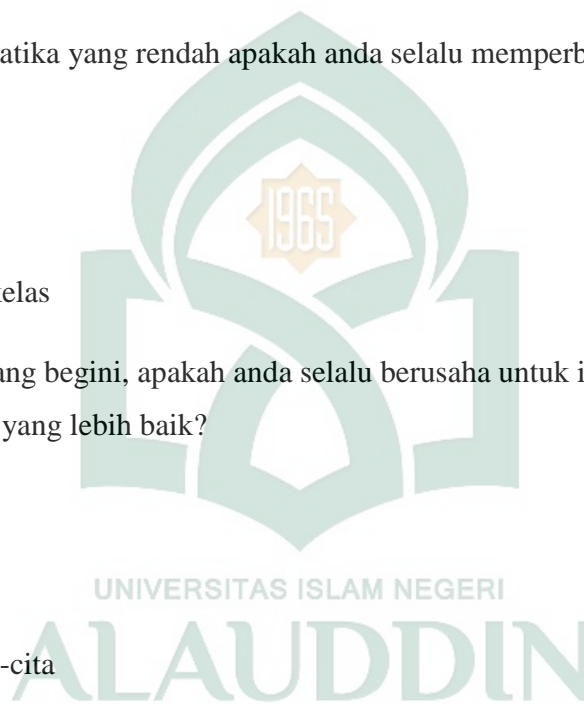 atika yang rendah apakah anda selalu memperb
1965
elas
ang begini, apakah anda selalu berusaha untuk i
yang lebih baik?
UNIVERSITAS ISLAM NEGERI
ALAUDDIN
-cita